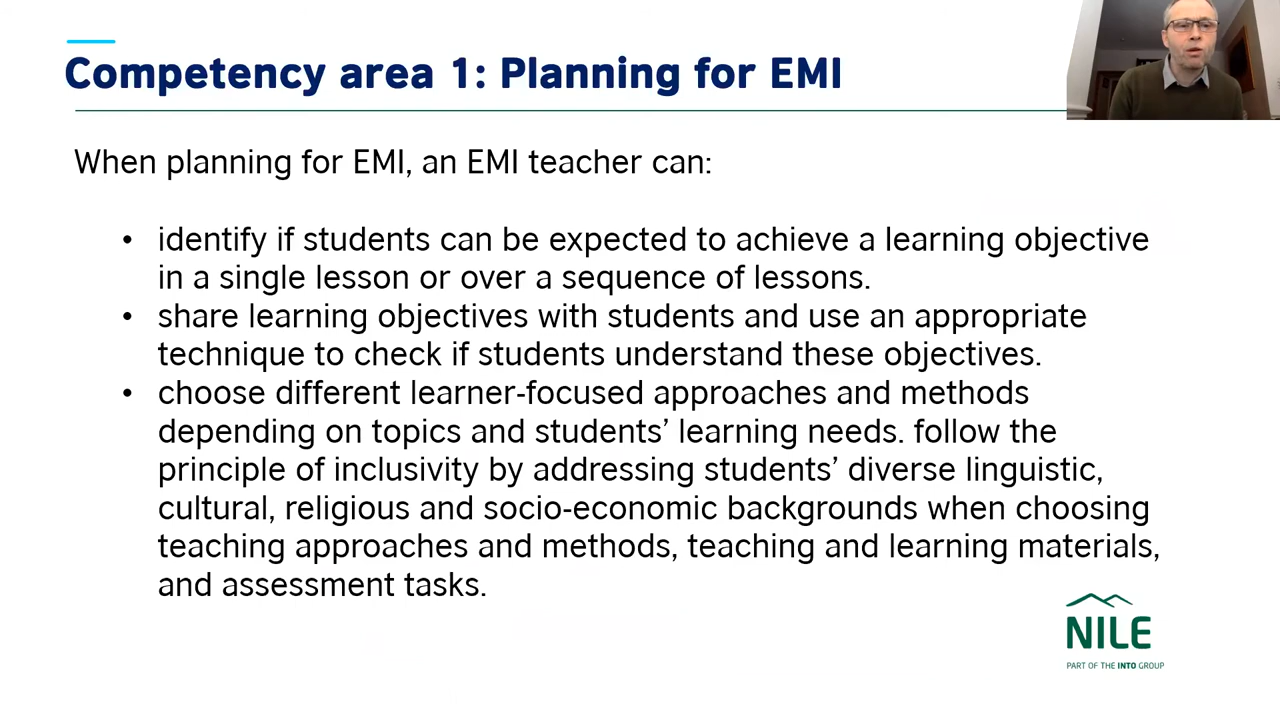 Competency area 1: Planning for EMI
When planning for EMI, an EMI teacher can:
• identify if students can be expected to achieve a learning objective
in a single lesson or over a sequence of lessons.
• share learning objectives with students and use an appropriate
technique to check if students understand these objectives.
• choose different learner-focused approaches and methods
depending on topics and students’ learning needs. follow the
principle of inclusivity by addressing students’ diverse linguistic,
cultural, religious and socio-economic backgrounds when choosing
teaching approaches and methods, teaching and learning materials,
and assessment tasks.
NILE
PART OF THE INTO GROUP